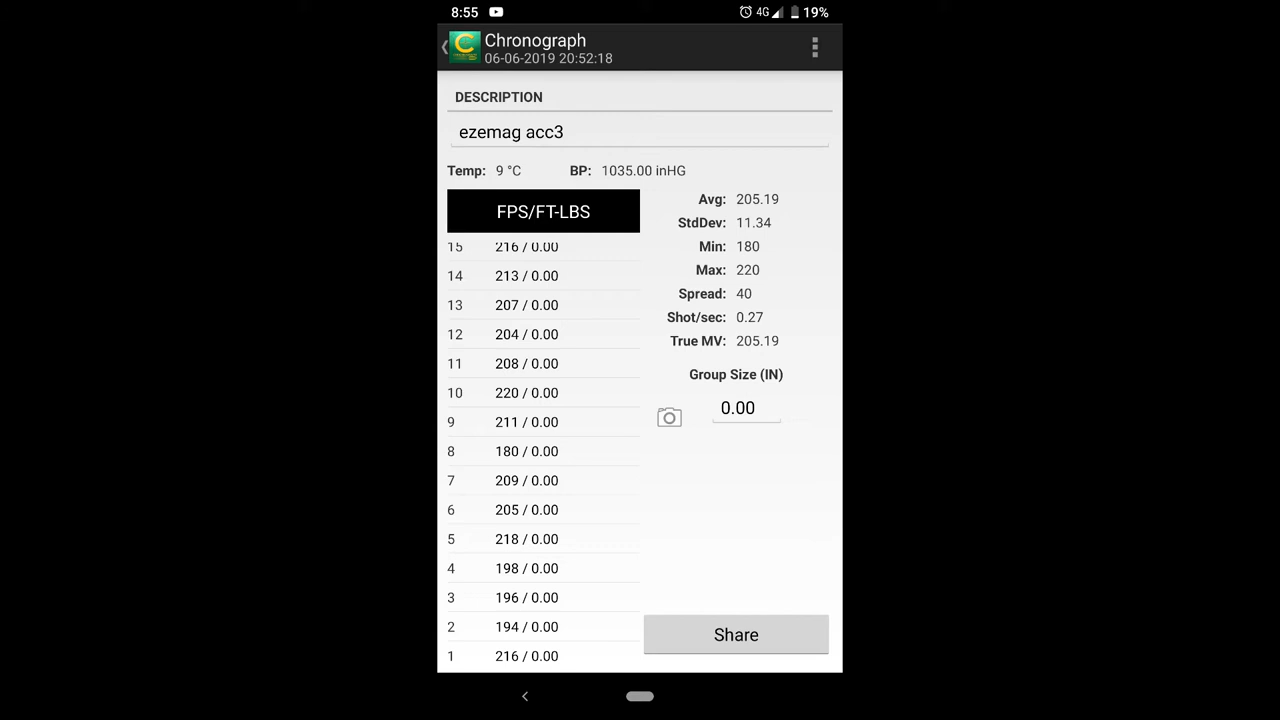 8:55 4G 19%
Chronograph
06-06-2019 20:52:18
DESCRIPTION
ezemag acc3
Temp: 9 °C BP: 1035.00 inHG
FPS/FT-LBS
15 216 / 0.00
14 213 / 0.00
13 207 / 0.00
12 204 / 0.00
11 208 / 0.00
10 220 / 0.00
9 211 / 0.00
8 180 / 0.00
7 209 / 0.00
6 205 / 0.00
5 218 / 0.00
4 198 / 0.00
3 196 / 0.00
2 194 / 0.00
1 216 / 0.00
Avg: 205.19
StdDev: 11.34
Min: 180
Max: 220
Spread: 40
Shot/sec: 0.27
True MV: 205.19
Group Size (IN)
0.00
Share